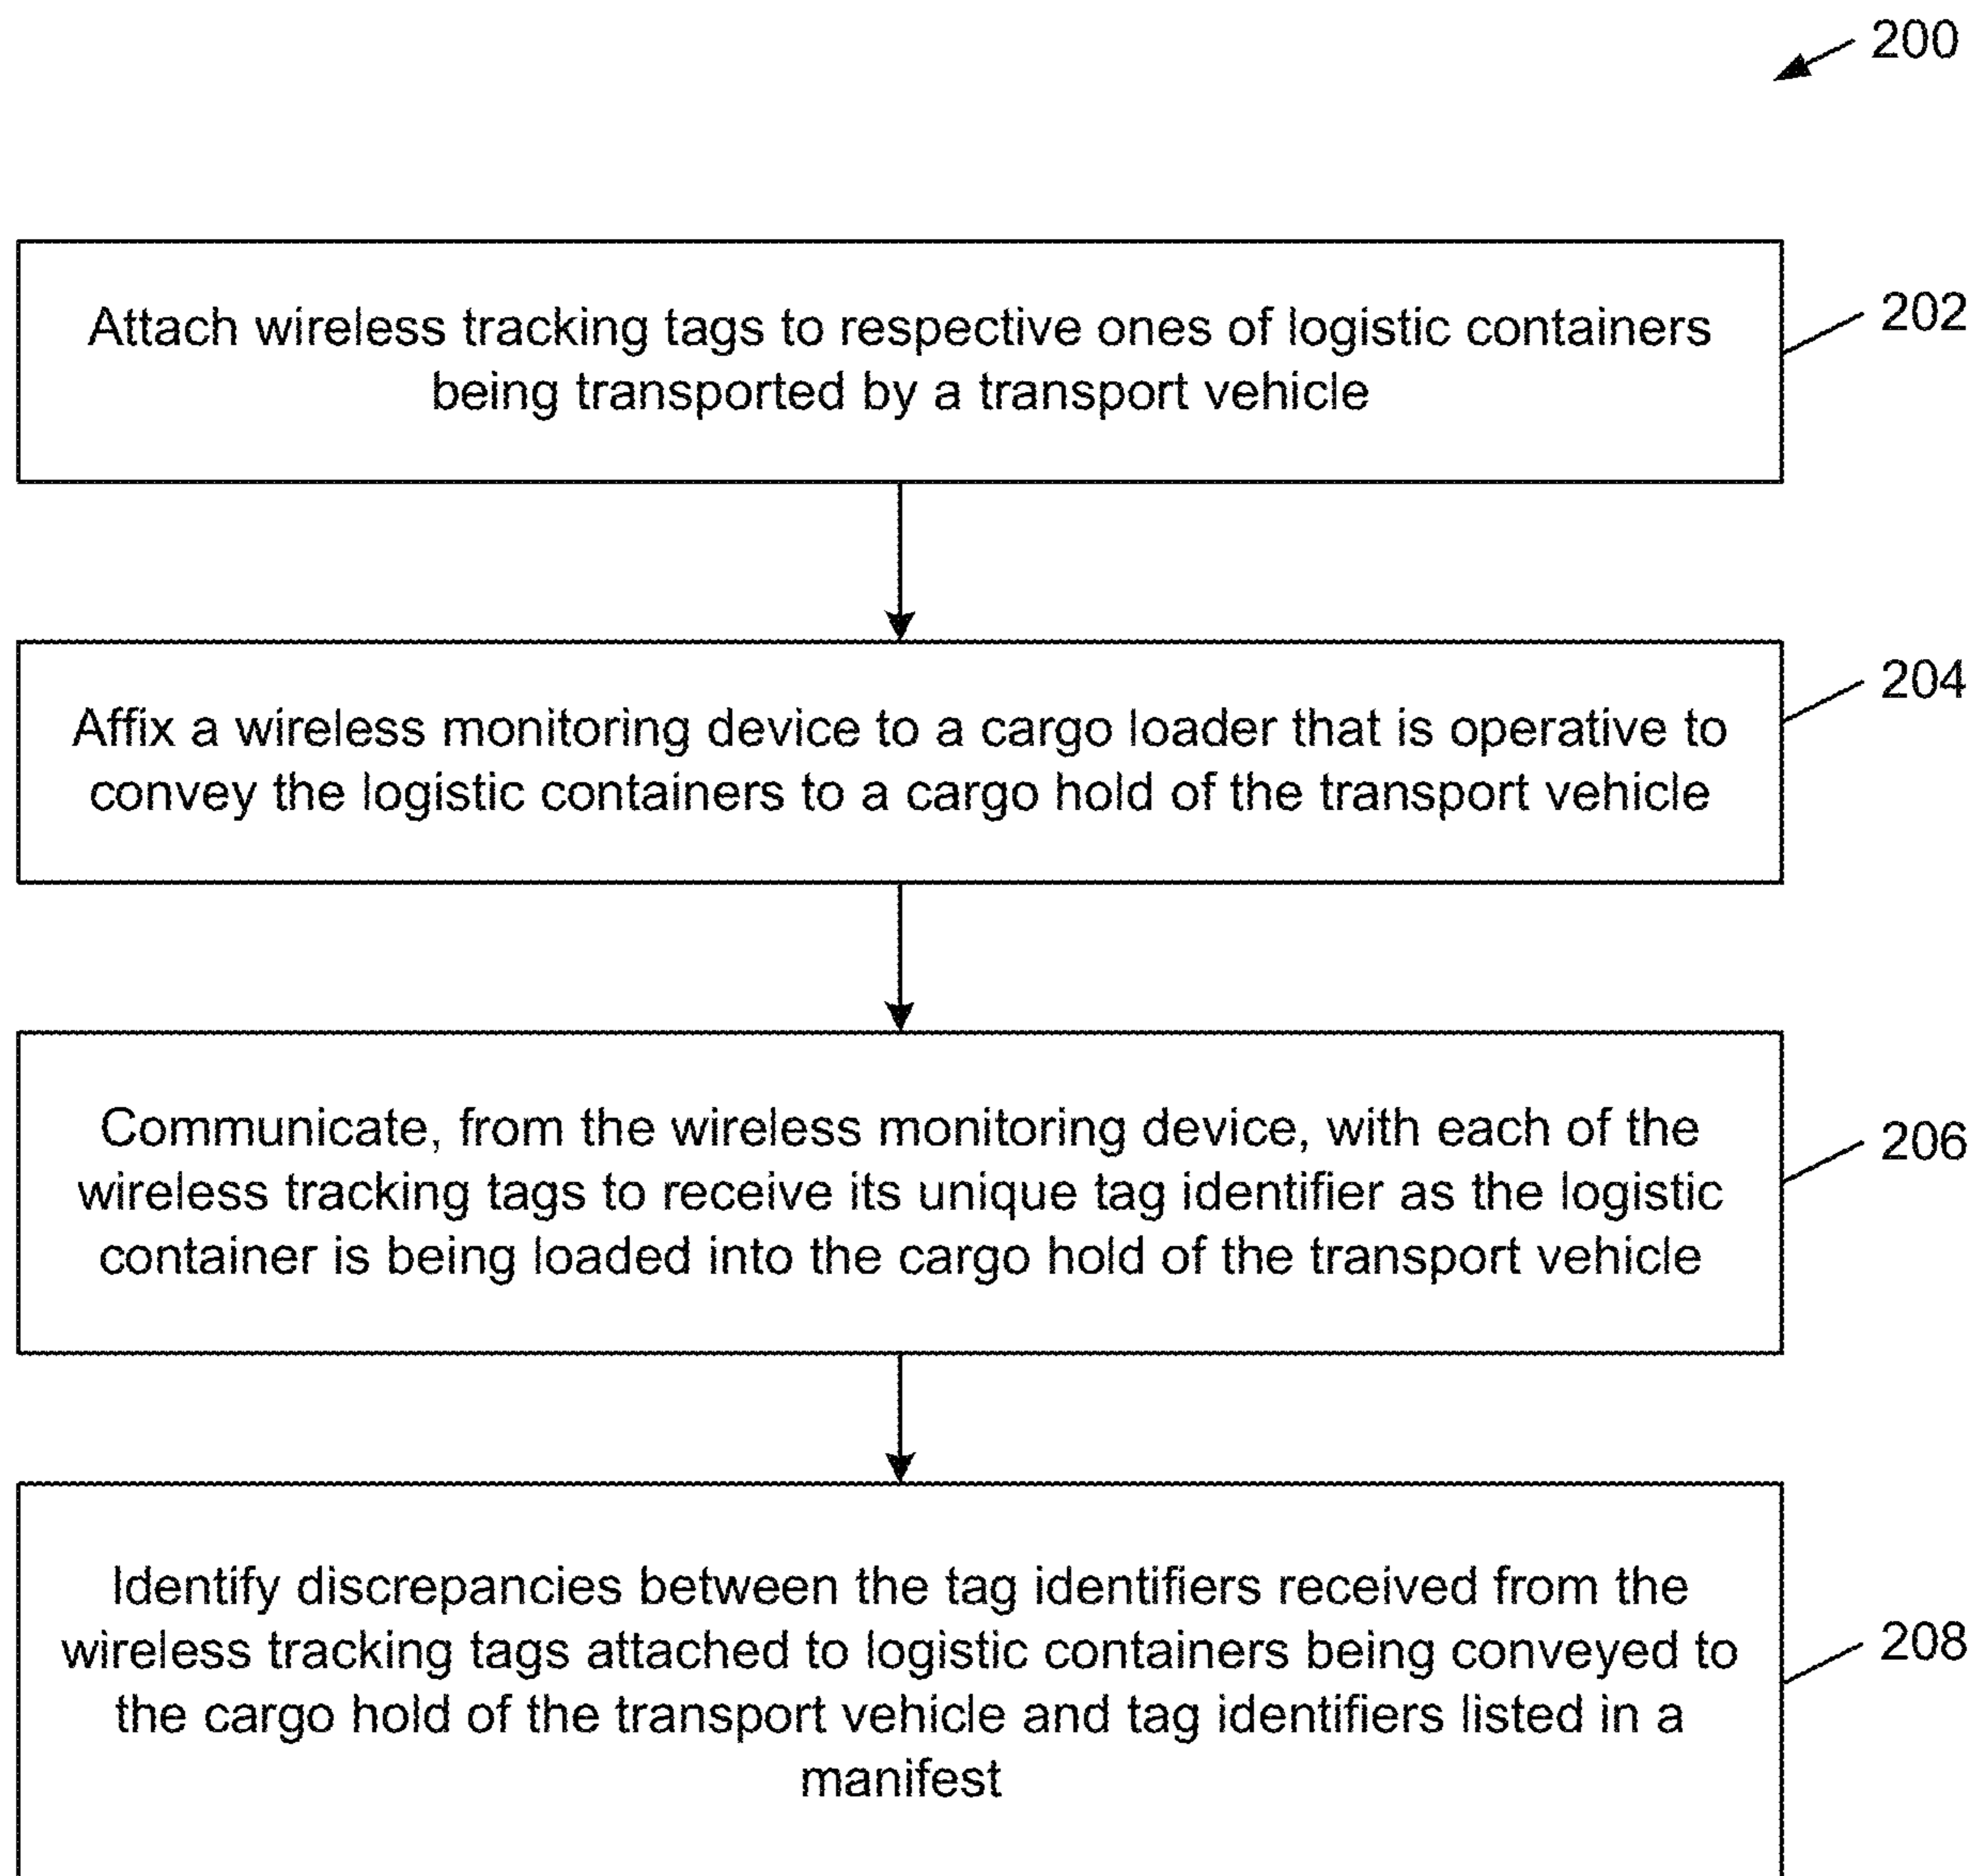 200
Attach wireless tracking tags to respective ones of logistic containers
being transported by a transport vehicle
202
Affix a wireless monitoring device to a cargo loader that is operative to
convey the logistic containers to a cargo hold of the transport vehicle
204
Communicate, from the wireless monitoring device, with each of the
wireless tracking tags to receive its unique tag identifier as the logistic
container is being loaded into the cargo hold of the transport vehicle
206
Identify discrepancies between the tag identifiers received from the
wireless tracking tags attached to logistic containers being conveyed to
the cargo hold of the transport vehicle and tag identifiers listed in a
manifest
208